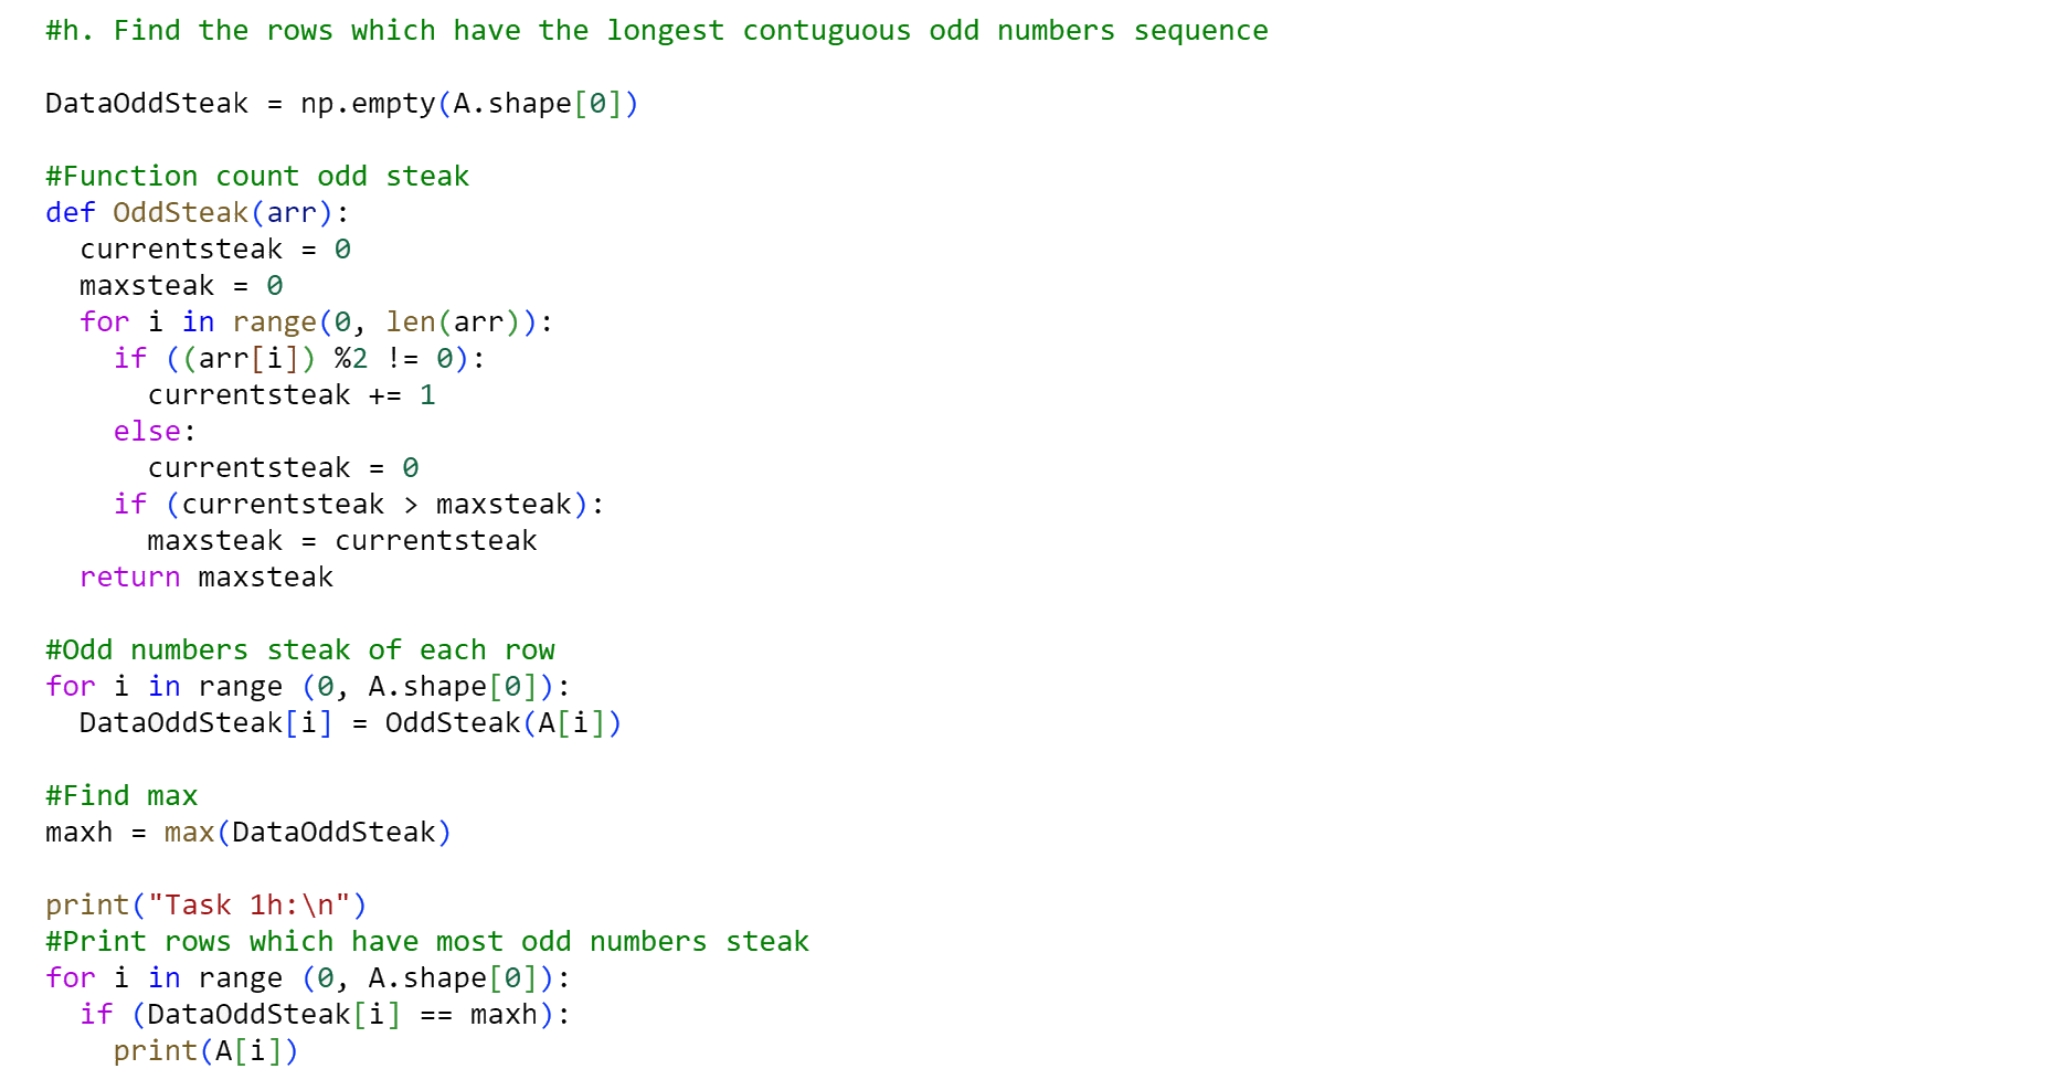 #h. Find the rows which have the longest contuguous odd numbers sequence
DataOddSteak = np.empty(A.shape[0])
#Function count odd steak
def OddSteak(arr):
  currentsteak = 0
  maxsteak = 0
  for i in range(0, len(arr)):
    if ((arr[i]) %2 != 0):
      currentsteak += 1
    else:
      currentsteak = 0
    if (currentsteak > maxsteak):
      maxsteak = currentsteak
  return maxsteak
#Odd numbers steak of each row
for i in range (0, A.shape[0]):
  DataOddSteak[i] = OddSteak(A[i])
#Find max
maxh = max(DataOddSteak)
print("Task 1h:\n")
#Print rows which have most odd numbers steak
for i in range (0, A.shape[0]):
  if (DataOddSteak[i] == maxh):
    print(A[i])